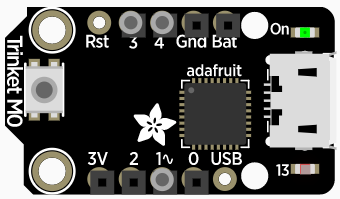 Trinket M0
Rst 3 4 Gnd Bat
On
adafruit
3V 2 1~ 0 USB
13